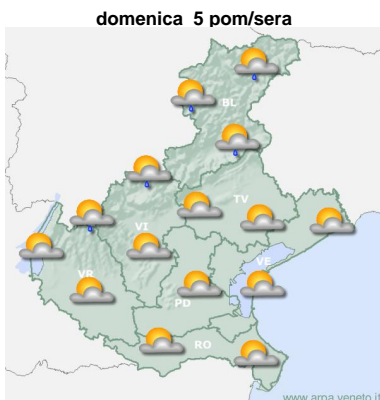 domenica 5 pom/sera
BL
TV
VI
VE
VR
PD
RO
www.arpa.veneto.it